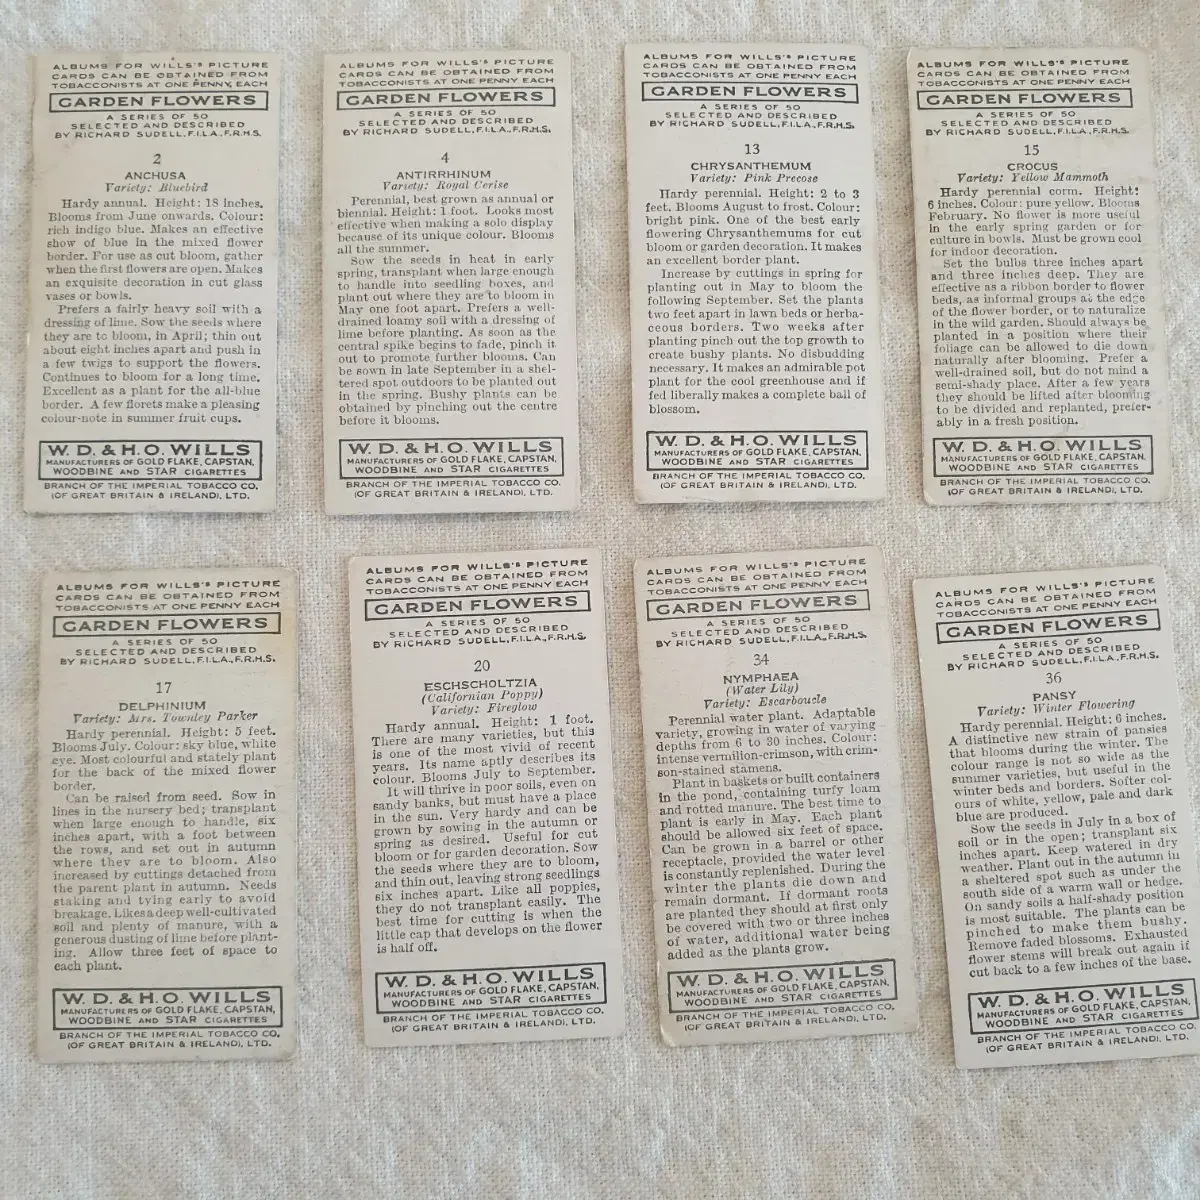 ALBUMS FOR WILLS'S PICTURE
CARDS CAN BE OBTAINED FROM
TOBACCONISTS AT ONE PENNY EACH
GARDEN FLOWERS
A SERIES OF 50
SELECTED AND DESCRIBED
BY RICHARD SUDELL, F.I.L.A., F.R.H.S.
2
ANCHUSA
Variety: Bluebird
Hardy annual. Height: 18 inches.
Blooms from June onwards. Colour:
rich indigo blue. Makes an effective
show of blue in the mixed flower
border. For use as cut bloom, gather
when the first flowers are open. Makes
an exquisite decoration in cut glass
vases or bowls.
Prefers a fairly heavy soil with a
dressing of lime. Sow the seeds where
they are to bloom, in April; thin out
about eight inches apart and push in
a few twigs to support the flowers.
Continues to bloom for a long time.
Excellent as a plant for the all-blue
border. A few florets make a pleasing
colour-note in summer fruit cups.
W. D. & H. O. WILLS
MANUFACTURERS OF GOLD FLAKE, CAPSTAN,
WOODBINE AND STAR CIGARETTES
BRANCH OF THE IMPERIAL TOBACCO CO.
(OF GREAT BRITAIN & IRELAND), LTD.
ALBUMS FOR WILLS'S PICTURE
CARDS CAN BE OBTAINED FROM
TOBACCONISTS AT ONE PENNY EACH
GARDEN FLOWERS
A SERIES OF 50
SELECTED AND DESCRIBED
BY RICHARD SUDELL, F.I.L.A., F.R.H.S.
4
ANTIRRHINUM
Variety: Royal Cerise
Perennial, best grown as annual or
biennial. Height: 1 foot. Looks most
effective when making a solo display
because of its unique colour. Blooms
all the summer.
Sow the seeds in heat in early
spring, transplant when large enough
to handle into seedling boxes, and
plant out where they are to bloom in
May one foot apart. Prefers a well-
drained loamy soil with a dressing of
lime before planting. As soon as the
central spike begins to fade, pinch it
out to promote further blooms. Can
be sown in late September in a shel-
tered spot outdoors to be planted out
in the spring. Bushy plants can be
obtained by pinching out the centre
before it blooms.
W. D. & H. O. WILLS
MANUFACTURERS OF GOLD FLAKE, CAPSTAN,
WOODBINE AND STAR CIGARETTES
BRANCH OF THE IMPERIAL TOBACCO CO.
(OF GREAT BRITAIN & IRELAND), LTD.
ALBUMS FOR WILLS'S PICTURE
CARDS CAN BE OBTAINED FROM
TOBACCONISTS AT ONE PENNY EACH
GARDEN FLOWERS
A SERIES OF 50
SELECTED AND DESCRIBED
BY RICHARD SUDELL, F.I.L.A., F.R.H.S.
13
CHRYSANTHEMUM
Variety: Pink Precose
Hardy perennial. Height: 2 to 3
feet. Blooms August to frost. Colour:
bright pink. One of the best early
flowering Chrysanthemums for cut
bloom or garden decoration. It makes
an excellent border plant.
Increase by cuttings in spring for
planting out in May to bloom the
following September. Set the plants
two feet apart in lawn beds or herba-
ceous borders. Two weeks after
planting pinch out the top growth to
create bushy plants. No disbudding
necessary. It makes an admirable pot
plant for the cool greenhouse and if
fed liberally makes a complete ball of
blossom.
W. D. & H. O. WILLS
MANUFACTURERS OF GOLD FLAKE, CAPSTAN,
WOODBINE AND STAR CIGARETTES
BRANCH OF THE IMPERIAL TOBACCO CO.
(OF GREAT BRITAIN & IRELAND), LTD.
ALBUMS FOR WILLS'S PICTURE
CARDS CAN BE OBTAINED FROM
TOBACCONISTS AT ONE PENNY EACH
GARDEN FLOWERS
A SERIES OF 50
SELECTED AND DESCRIBED
BY RICHARD SUDELL, F.I.L.A., F.R.H.S.
15
CROCUS
Variety: Yellow Mammoth
Hardy perennial corm. Height:
6 inches. Colour: pure yellow. Blooms
February. No flower is more useful
in the early spring garden or for
culture in bowls. Must be grown cool
for indoor decoration.
Set the bulbs three inches apart
and three inches deep. They are
effective as a ribbon border to flower
beds, as informal groups at the edge
of the flower border, or to naturalize
in the wild garden. Should always be
planted in a position where their
foliage can be allowed to die down
naturally after blooming. Prefer a
well-drained soil, but do not mind a
semi-shady place. After a few years
they should be lifted after blooming
to be divided and replanted, prefer-
ably in a fresh position.
W. D. & H. O. WILLS
MANUFACTURERS OF GOLD FLAKE, CAPSTAN,
WOODBINE AND STAR CIGARETTES
BRANCH OF THE IMPERIAL TOBACCO CO.
(OF GREAT BRITAIN & IRELAND), LTD.
ALBUMS FOR WILLS'S PICTURE
CARDS CAN BE OBTAINED FROM
TOBACCONISTS AT ONE PENNY EACH
GARDEN FLOWERS
A SERIES OF 50
SELECTED AND DESCRIBED
BY RICHARD SUDELL, F.I.L.A., F.R.H.S.
17
DELPHINIUM
Variety: Mrs. Townley Parker
Hardy perennial. Height: 5 feet.
Blooms July. Colour: sky blue, white
eye. Most colourful and stately plant
for the back of the mixed flower
border.
Can be raised from seed. Sow in
lines in the nursery bed; transplant
when large enough to handle, six
inches apart, with a foot between
the rows, and set out in autumn
where they are to bloom. Also
increased by cuttings detached from
the parent plant in autumn. Needs
staking and tying early to avoid
breakage. Likes a deep well-cultivated
soil and plenty of manure, with a
generous dusting of lime before plant-
ing. Allow three feet of space to
each plant.
W. D. & H. O. WILLS
MANUFACTURERS OF GOLD FLAKE, CAPSTAN,
WOODBINE AND STAR CIGARETTES
BRANCH OF THE IMPERIAL TOBACCO CO.
(OF GREAT BRITAIN & IRELAND), LTD.
ALBUMS FOR WILLS'S PICTURE
CARDS CAN BE OBTAINED FROM
TOBACCONISTS AT ONE PENNY EACH
GARDEN FLOWERS
A SERIES OF 50
SELECTED AND DESCRIBED
BY RICHARD SUDELL, F.I.L.A., F.R.H.S.
20
ESCHSCHOLTZIA
(Californian Poppy)
Variety: Fireglow
Hardy annual. Height: 1 foot.
There are many varieties, but this
is one of the most vivid of recent
years. Its name aptly describes its
colour. Blooms July to September.
It will thrive in poor soils, even on
sandy banks, but must have a place
in the sun. Very hardy and can be
grown by sowing in the autumn or
spring as desired. Useful for cut
bloom or for garden decoration. Sow
the seeds where they are to bloom,
and thin out, leaving strong seedlings
six inches apart. Like all poppies,
they do not transplant easily. The
best time for cutting is when the
little cap that develops on the flower
is half off.
W. D. & H. O. WILLS
MANUFACTURERS OF GOLD FLAKE, CAPSTAN,
WOODBINE AND STAR CIGARETTES
BRANCH OF THE IMPERIAL TOBACCO CO.
(OF GREAT BRITAIN & IRELAND), LTD.
ALBUMS FOR WILLS'S PICTURE
CARDS CAN BE OBTAINED FROM
TOBACCONISTS AT ONE PENNY EACH
GARDEN FLOWERS
A SERIES OF 50
SELECTED AND DESCRIBED
BY RICHARD SUDELL, F.I.L.A., F.R.H.S.
34
NYMPHAEA
(Water Lily)
Variety: Escarboucle
Perennial water plant. Adaptable
variety, growing in water of varying
depths from 6 to 30 inches. Colour:
intense vermilion-crimson, with crim-
son-stained stamens.
Plant in baskets or built containers
in the pond, containing turfy loam
and rotted manure. The best time to
plant is early in May. Each plant
should be allowed six feet of space.
Can be grown in a barrel or other
receptacle, provided the water level
is constantly replenished. During the
winter the plants die down and
remain dormant. If dormant roots
are planted they should at first only
be covered with two or three inches
of water, additional water being
added as the plants grow.
W. D. & H. O. WILLS
MANUFACTURERS OF GOLD FLAKE, CAPSTAN,
WOODBINE AND STAR CIGARETTES
BRANCH OF THE IMPERIAL TOBACCO CO.
(OF GREAT BRITAIN & IRELAND), LTD.
ALBUMS FOR WILLS'S PICTURE
CARDS CAN BE OBTAINED FROM
TOBACCONISTS AT ONE PENNY EACH
GARDEN FLOWERS
A SERIES OF 50
SELECTED AND DESCRIBED
BY RICHARD SUDELL, F.I.L.A., F.R.H.S.
36
PANSY
Variety: Winter Flowering
Hardy perennial. Height: 6 inches.
A distinctive new strain of pansies
that blooms during the winter. The
colour range is not so wide as the
summer varieties, but useful in the
winter beds and borders. Softer col-
ours of white, yellow, pale and dark
blue are produced.
Sow the seeds in July in a box of
soil or in the open; transplant six
inches apart. Keep watered in dry
weather. Plant out in the autumn in
a sheltered spot such as under the
south side of a warm wall or hedge.
On sandy soils a half-shady position
is most suitable. The plants can be
pinched to make them bushy.
Remove faded blossoms. Exhausted
flower stems will break out again if
cut back to a few inches of the base.
W. D. & H. O. WILLS
MANUFACTURERS OF GOLD FLAKE, CAPSTAN,
WOODBINE AND STAR CIGARETTES
BRANCH OF THE IMPERIAL TOBACCO CO.
(OF GREAT BRITAIN & IRELAND), LTD.